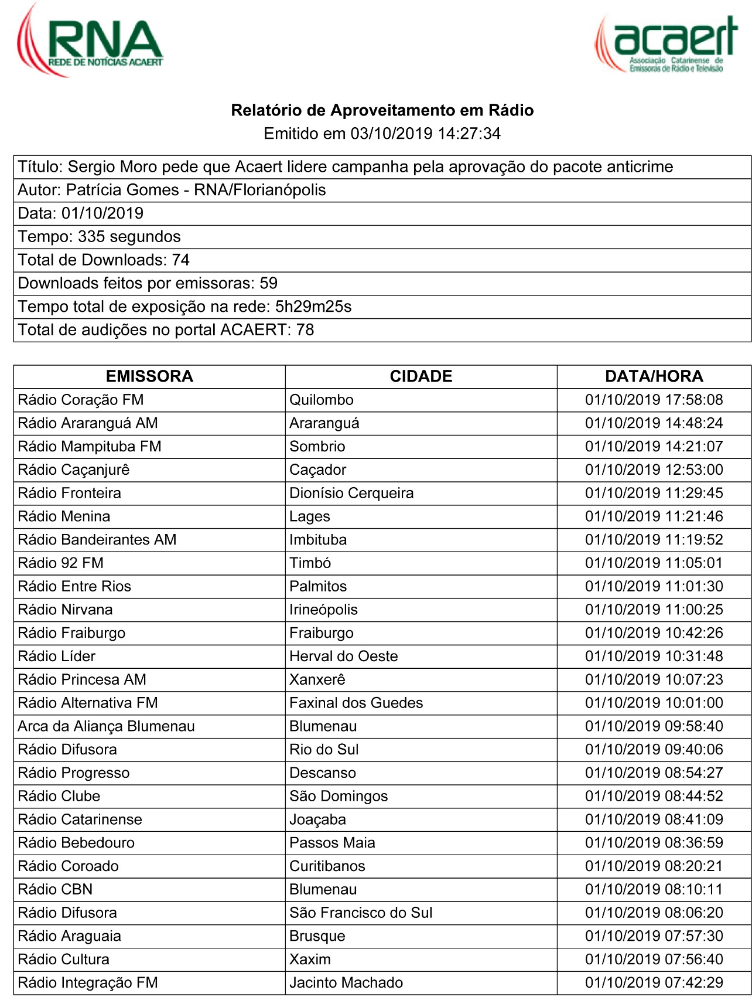 RNA
REDE DE NOTÍCIAS ACAERT
acaert
Associação Catarinense de
Emissoras de Rádio e Televisão
Relatório de Aproveitamento em Rádio
Emitido em 03/10/2019 14:27:34
Título: Sergio Moro pede que Acaert lidere campanha pela aprovação do pacote anticrime
Autor: Patrícia Gomes - RNA/Florianópolis
Data: 01/10/2019
Tempo: 335 segundos
Total de Downloads: 74
Downloads feitos por emissoras: 59
Tempo total de exposição na rede: 5h29m25s
Total de audições no portal ACAERT: 78
EMISSORA CIDADE DATA/HORA
Rádio Coração FM Quilombo 01/10/2019 17:58:08
Rádio Araranguá AM Araranguá 01/10/2019 14:48:24
Rádio Mampituba FM Sombrio 01/10/2019 14:21:07
Rádio Caçanjurê Caçador 01/10/2019 12:53:00
Rádio Fronteira Dionísio Cerqueira 01/10/2019 11:29:45
Rádio Menina Lages 01/10/2019 11:21:46
Rádio Bandeirantes AM Imbituba 01/10/2019 11:19:52
Rádio 92 FM Timbó 01/10/2019 11:05:01
Rádio Entre Rios Palmitos 01/10/2019 11:01:30
Rádio Nirvana Irineópolis 01/10/2019 11:00:25
Rádio Fraiburgo Fraiburgo 01/10/2019 10:42:26
Rádio Líder Herval do Oeste 01/10/2019 10:31:48
Rádio Princesa AM Xanxerê 01/10/2019 10:07:23
Rádio Alternativa FM Faxinal dos Guedes 01/10/2019 10:01:00
Arca da Aliança Blumenau Blumenau 01/10/2019 09:58:40
Rádio Difusora Rio do Sul 01/10/2019 09:40:06
Rádio Progresso Descanso 01/10/2019 08:54:27
Rádio Clube São Domingos 01/10/2019 08:44:52
Rádio Catarinense Joaçaba 01/10/2019 08:41:09
Rádio Bebedouro Passos Maia 01/10/2019 08:36:59
Rádio Coroado Curitibanos 01/10/2019 08:20:21
Rádio CBN Blumenau 01/10/2019 08:10:11
Rádio Difusora São Francisco do Sul 01/10/2019 08:06:20
Rádio Araguaia Brusque 01/10/2019 07:57:30
Rádio Cultura Xaxim 01/10/2019 07:56:40
Rádio Integração FM Jacinto Machado 01/10/2019 07:42:29